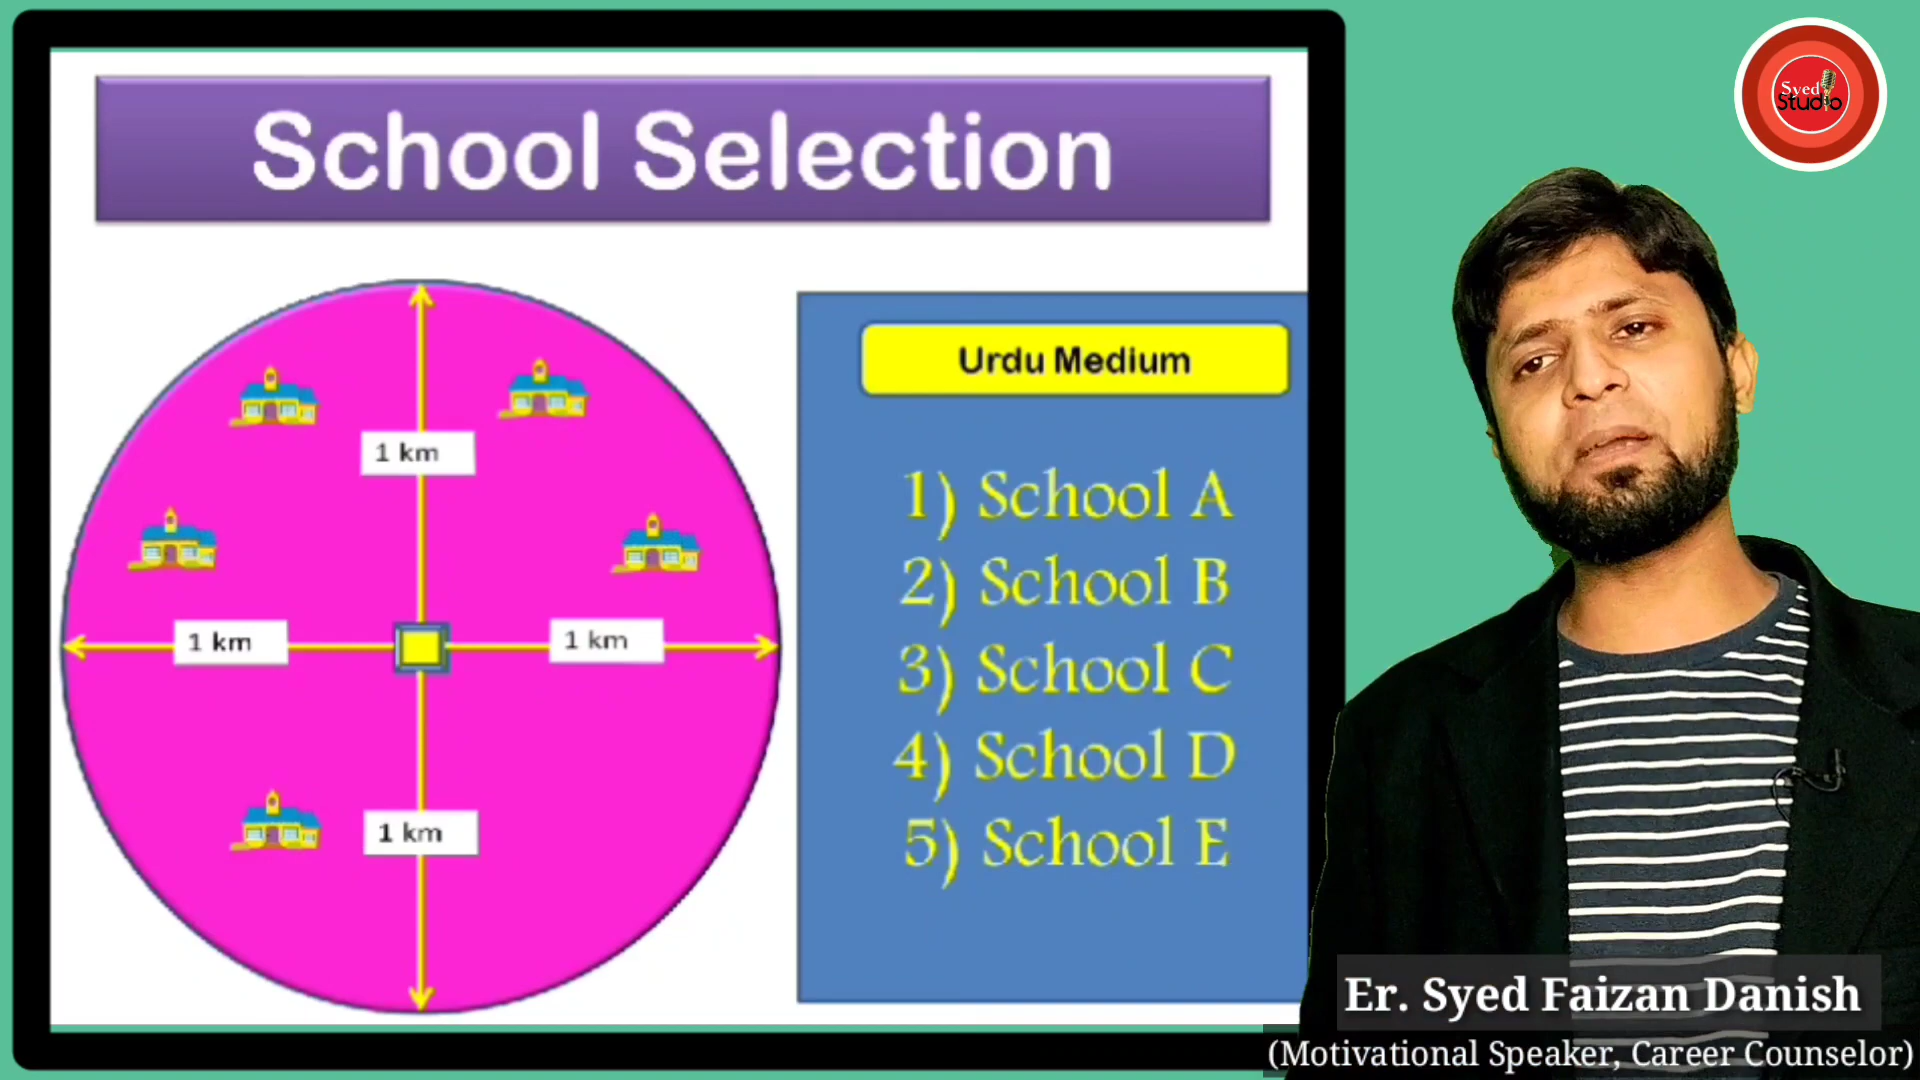 School Selection
Syed
Studio
Urdu Medium
1 km
1) School A
2) School B
3) School C
1 km
1 km
4) School D
1 km
5) School E
Er. Syed Faizan Danish
(Motivational Speaker, Career Counselor)